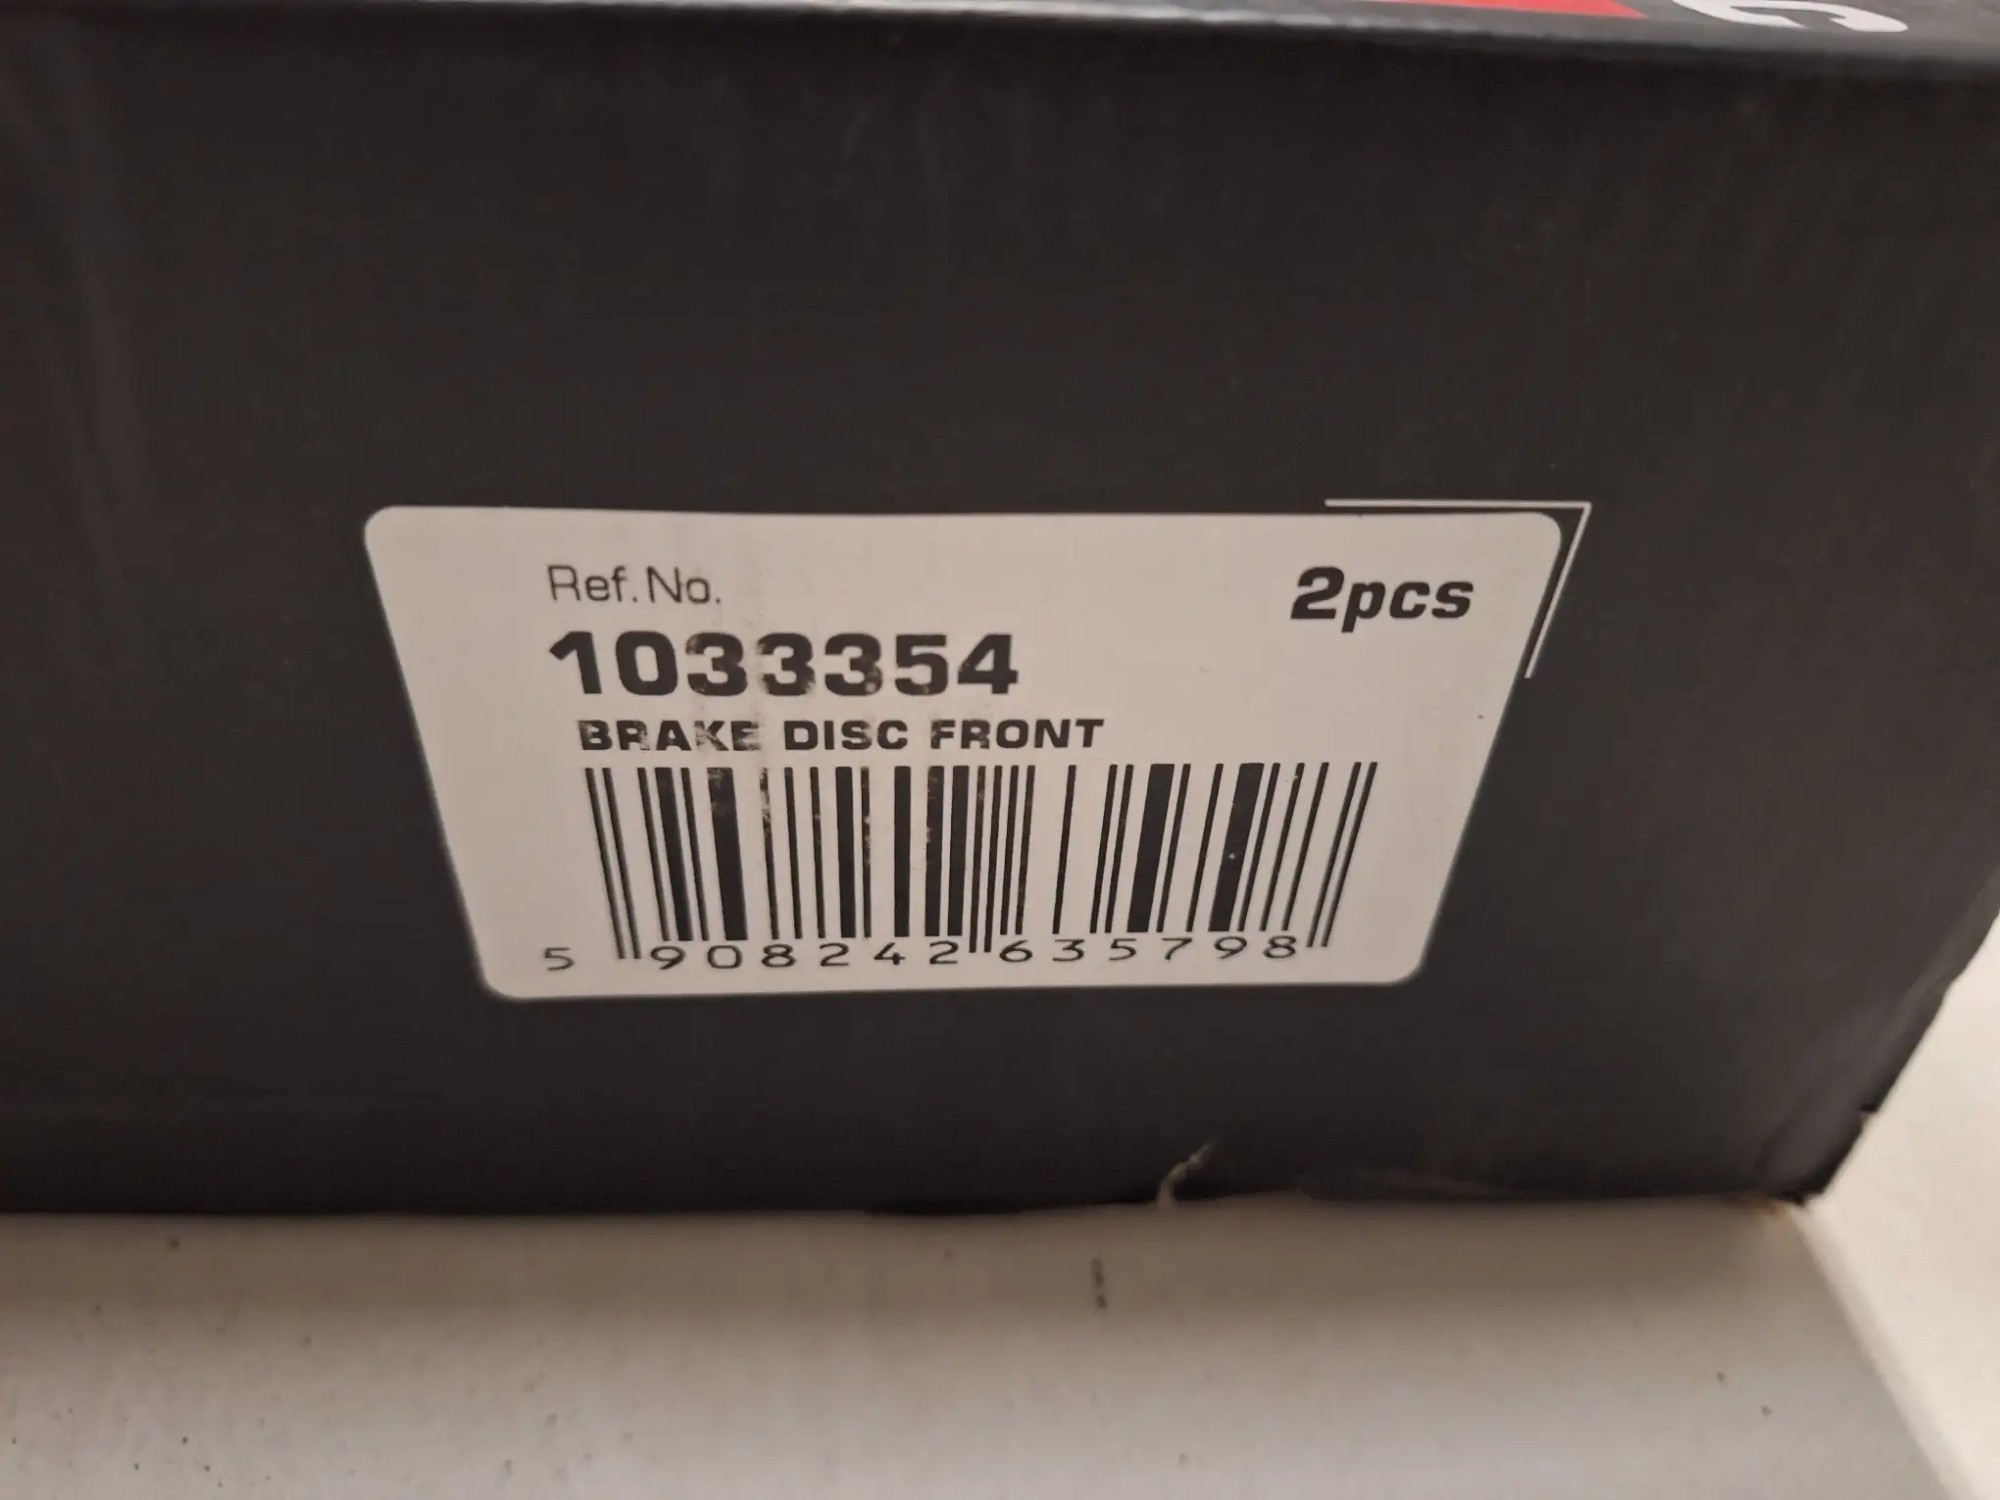 Ref. No.
2pcs
1033354
BRAKE DISC FRONT
5 908242 635798